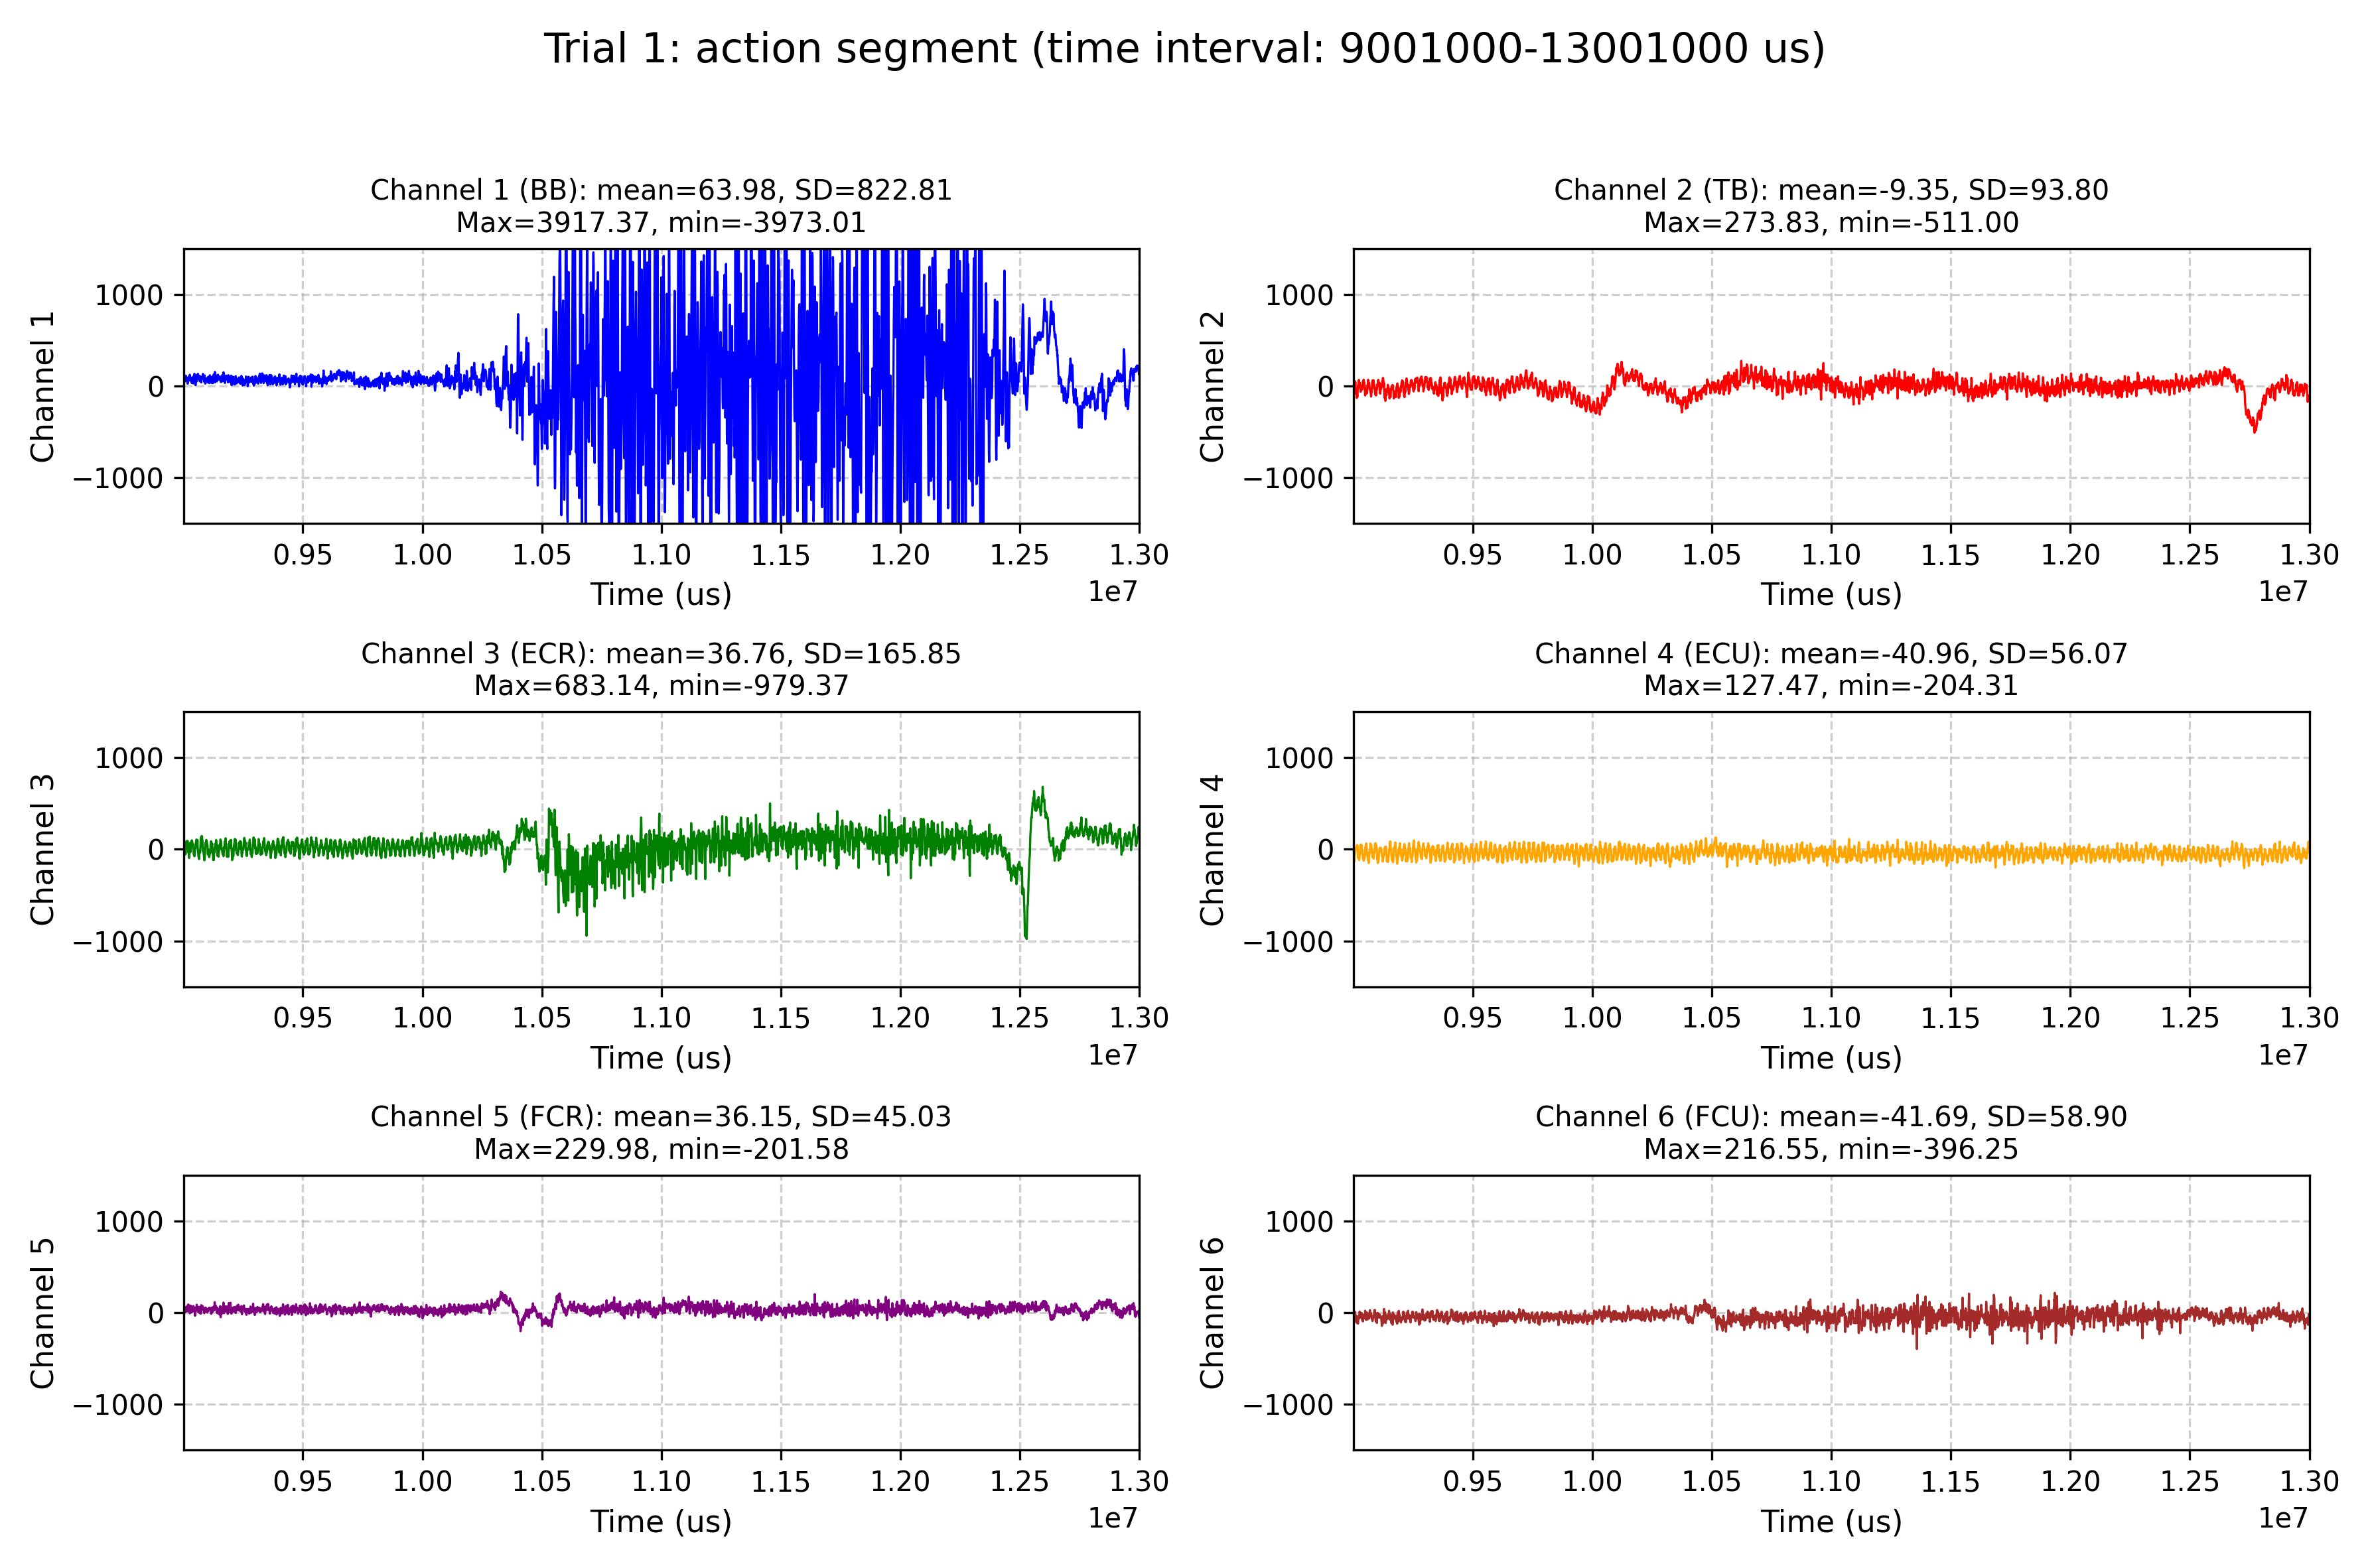 Trial 1: action segment (time interval: 9001000-13001000 us)
Channel 1 (BB): mean=63.98, SD=822.81
Max=3917.37, min=-3973.01
Channel 1
1000
0
−1000
0.95 1.00 1.05 1.10 1.15 1.20 1.25 1.30
Time (us)
1e7
Channel 2 (TB): mean=-9.35, SD=93.80
Max=273.83, min=-511.00
Channel 2
1000
0
−1000
0.95 1.00 1.05 1.10 1.15 1.20 1.25 1.30
Time (us)
1e7
Channel 3 (ECR): mean=36.76, SD=165.85
Max=683.14, min=-979.37
Channel 3
1000
0
−1000
0.95 1.00 1.05 1.10 1.15 1.20 1.25 1.30
Time (us)
1e7
Channel 4 (ECU): mean=-40.96, SD=56.07
Max=127.47, min=-204.31
Channel 4
1000
0
−1000
0.95 1.00 1.05 1.10 1.15 1.20 1.25 1.30
Time (us)
1e7
Channel 5 (FCR): mean=36.15, SD=45.03
Max=229.98, min=-201.58
Channel 5
1000
0
−1000
0.95 1.00 1.05 1.10 1.15 1.20 1.25 1.30
Time (us)
1e7
Channel 6 (FCU): mean=-41.69, SD=58.90
Max=216.55, min=-396.25
Channel 6
1000
0
−1000
0.95 1.00 1.05 1.10 1.15 1.20 1.25 1.30
Time (us)
1e7